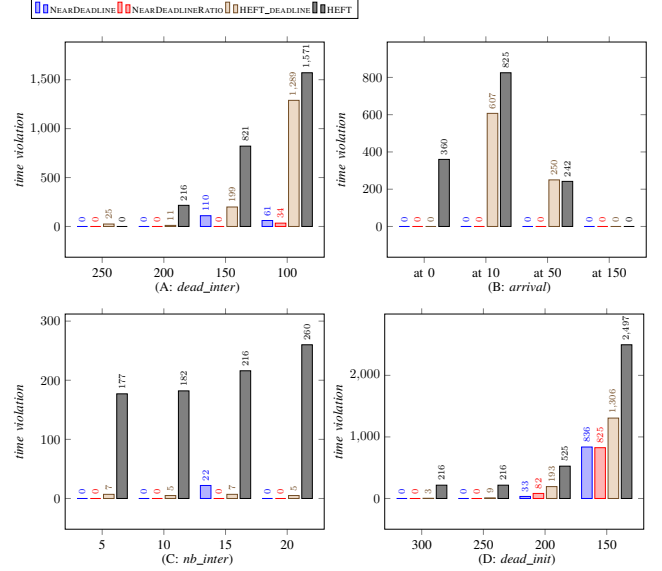 NEARDEADLINE NEARDEADLINERATIO HEFT_DEADLINE HEFT
time violation
1,500
1,000
500
0
0 0 25 0
0 0 11 216
110 0 199 821
61 34 1,289 1,571
250 200 150 100
(A: dead_inter)
time violation
800
600
400
200
0
0 0 0 360
0 0 607 825
0 0 250 242
0 0 0 0
at 0 at 10 at 50 at 150
(B: arrival)
time violation
300
200
100
0
0 0 7 177
0 0 5 182
22 0 7 216
0 0 5 260
5 10 15 20
(C: nb_inter)
time violation
2,000
1,000
0
0 0 3 216
0 0 9 216
33 82 193 525
836 825 1,306 2,497
300 250 200 150
(D: dead_init)